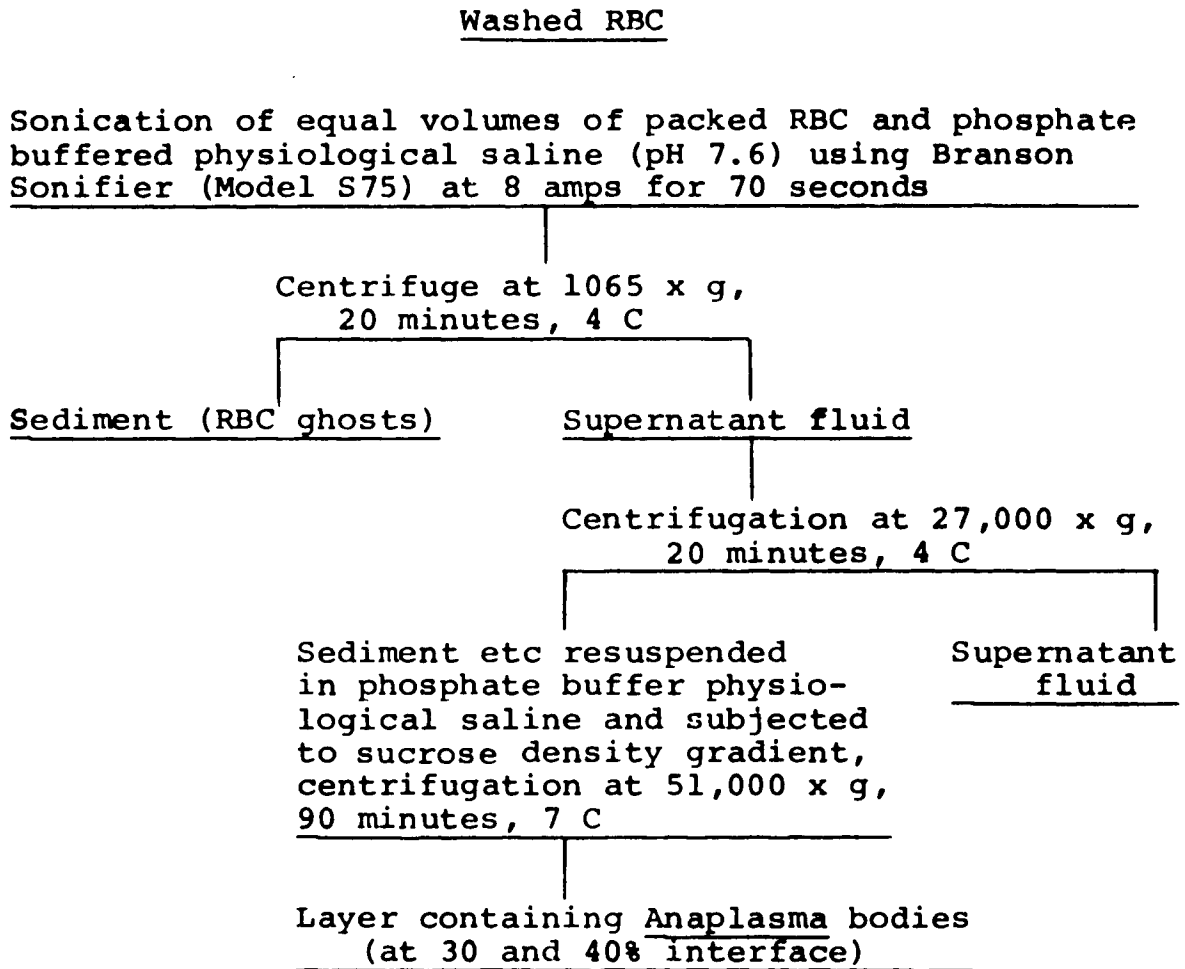 Washed RBC
Sonication of equal volumes of packed RBC and phosphate
buffered physiological saline (pH 7.6) using Branson
Sonifier (Model S75) at 8 amps for 70 seconds
Centrifuge at 1065 x g,
20 minutes, 4 C
Sediment (RBC ghosts)
Supernatant fluid
Centrifugation at 27,000 x g,
20 minutes, 4 C
Sediment etc resuspended
in phosphate buffer physio-
logical saline and subjected
to sucrose density gradient,
centrifugation at 51,000 x g,
90 minutes, 7 C
Supernatant
fluid
Layer containing Anaplasma bodies
(at 30 and 40% interface)